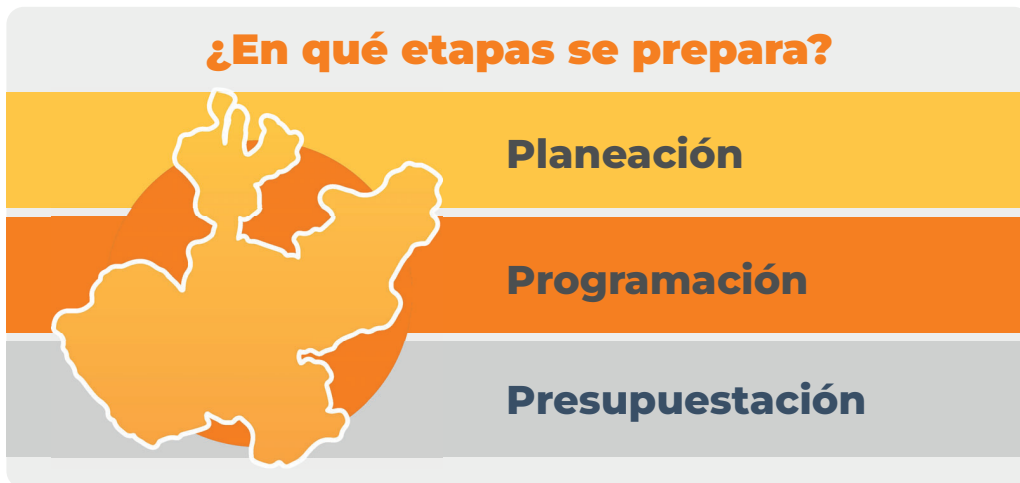 ¿En qué etapas se prepara?
Planeación
Programación
Presupuestación